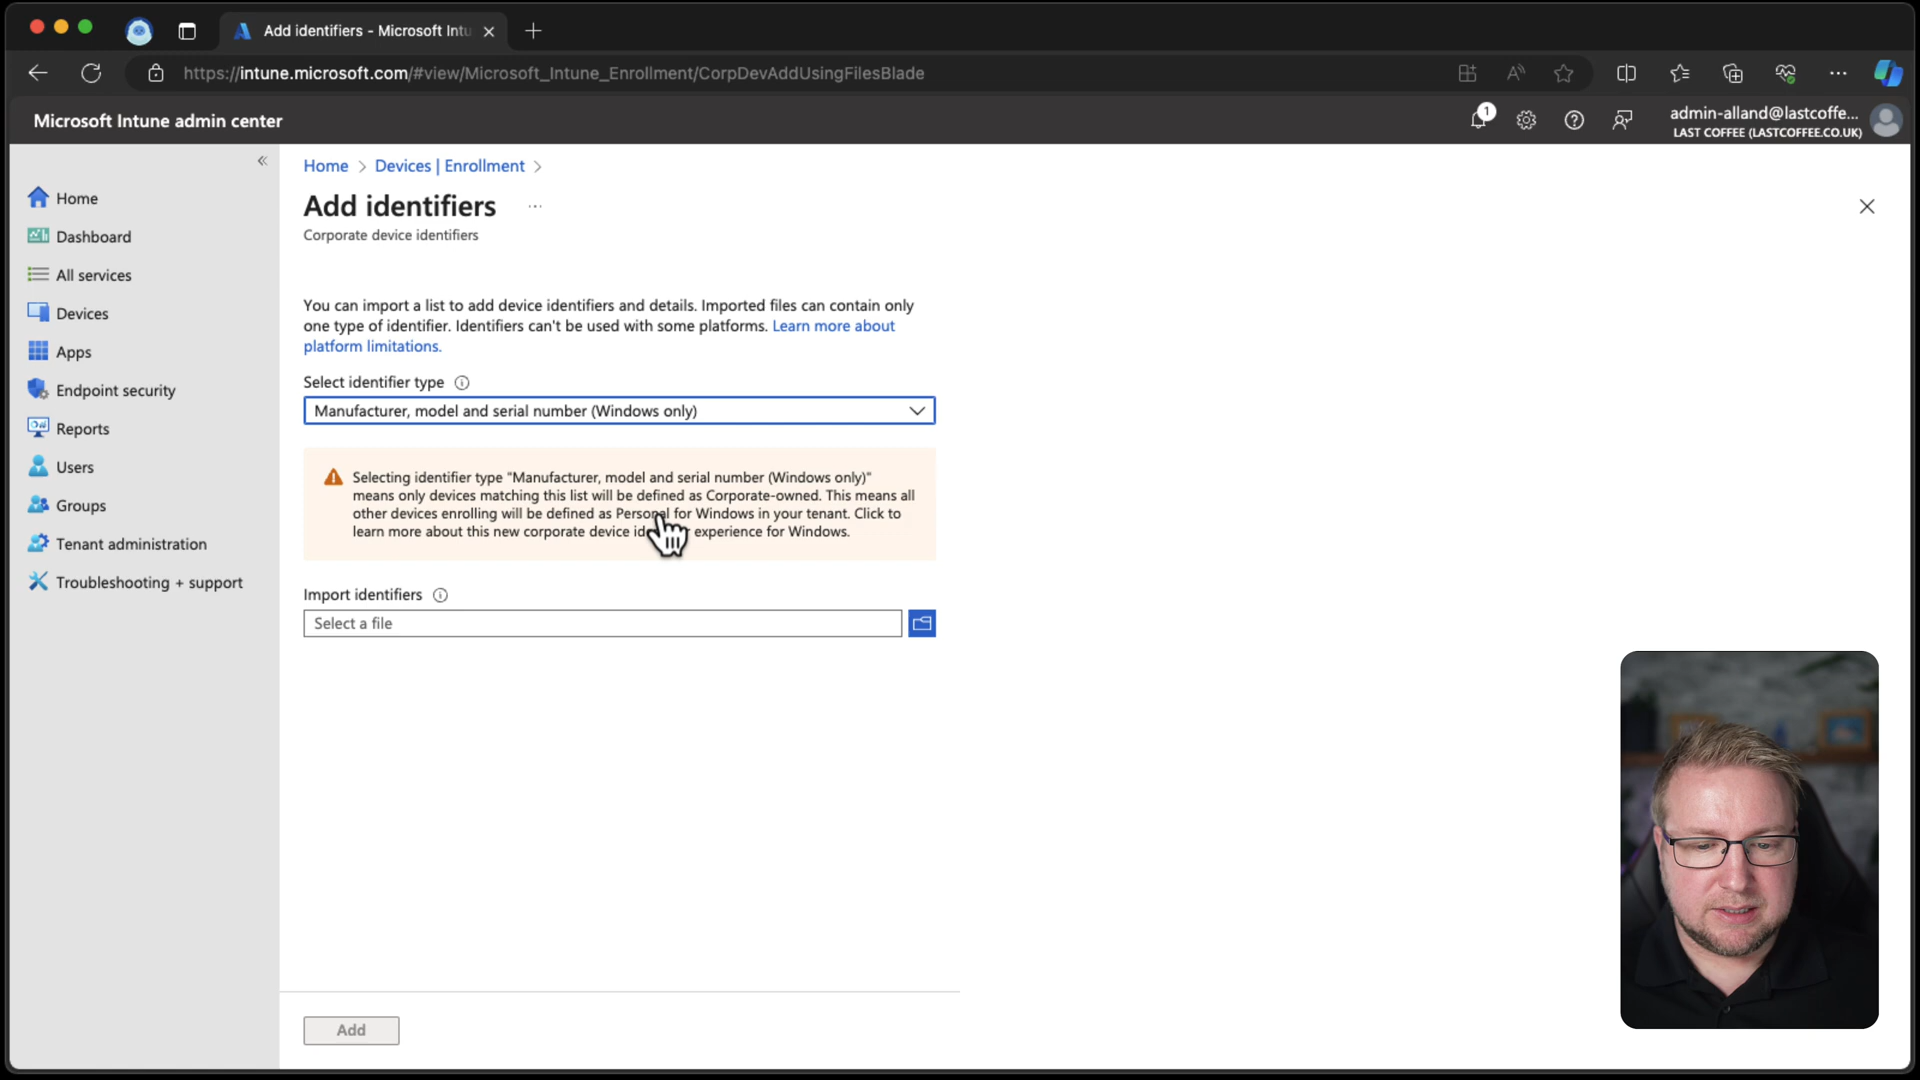 Add identifiers - Microsoft Intu
https://intune.microsoft.com/#view/Microsoft_Intune_Enrollment/CorpDevAddUsingFilesBlade
Microsoft Intune admin center
1
admin-alland@lastcoffe...
LAST COFFEE (LASTCOFFEE.CO.UK)
Home
Dashboard
All services
Devices
Apps
Endpoint security
Reports
Users
Groups
Tenant administration
Troubleshooting + support
Home > Devices | Enrollment >
Add identifiers ...
Corporate device identifiers
You can import a list to add device identifiers and details. Imported files can contain only
one type of identifier. Identifiers can't be used with some platforms. Learn more about
platform limitations.
Select identifier type
Manufacturer, model and serial number (Windows only)
Selecting identifier type "Manufacturer, model and serial number (Windows only)"
means only devices matching this list will be defined as Corporate-owned. This means all
other devices enrolling will be defined as Personal for Windows in your tenant. Click to
learn more about this new corporate device experience for Windows.
Import identifiers
Select a file
Add